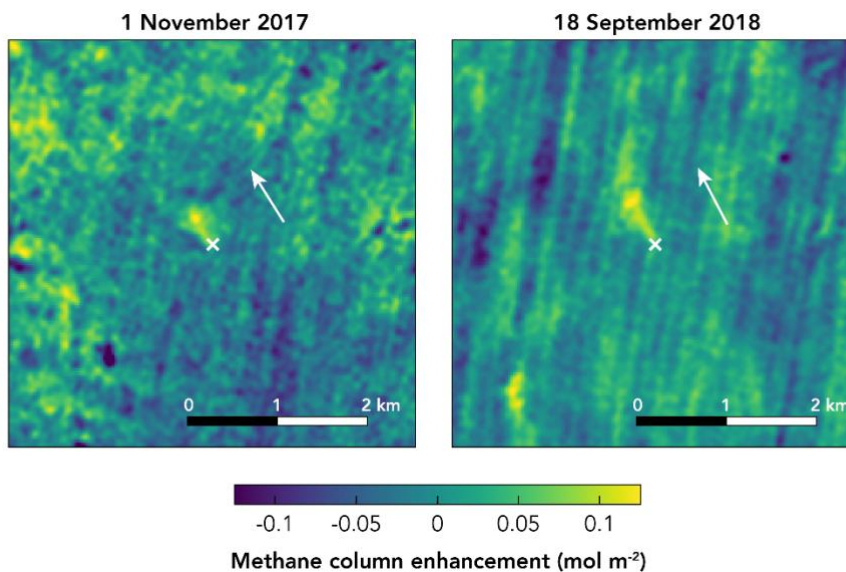 1 November 2017
18 September 2018
0 1 2 km
0 1 2 km
-0.1 -0.05 0 0.05 0.1
Methane column enhancement (mol m⁻²)